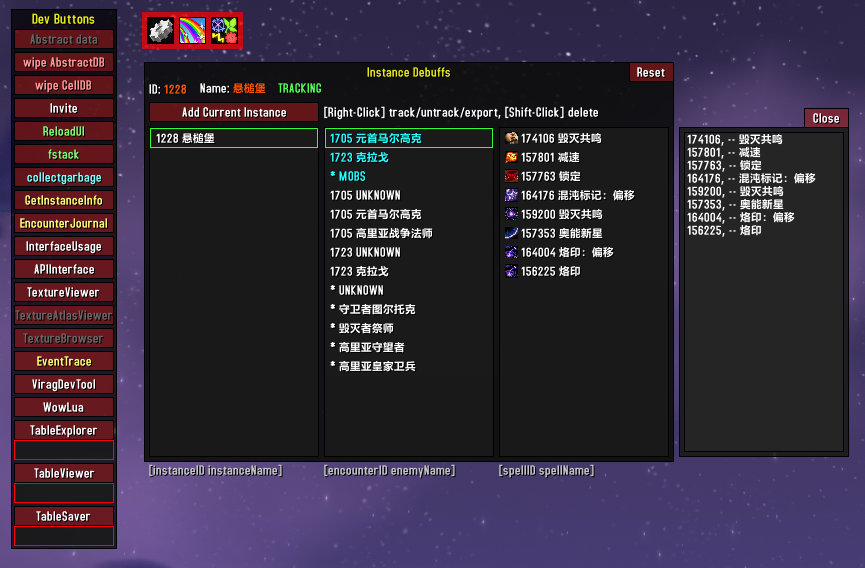 Dev Buttons
Abstract data
wipe AbstractDB
wipe CellDB
Invite
ReloadUI
fstack
collectgarbage
GetInstanceInfo
EncounterJournal
InterfaceUsage
APIInterface
TextureViewer
TextureAtlasViewer
TextureBrowser
EventTrace
ViragDevTool
WowLua
TableExplorer
TableViewer
TableSaver
Instance Debuffs
Reset
ID: 1228 Name: 悬槌堡 TRACKING
Add Current Instance
[Right-Click] track/untrack/export, [Shift-Click] delete
1228 悬槌堡
1705 元首马尔高克
1723 克拉戈
* MOBS
1705 UNKNOWN
1705 元首马尔高克
1705 高里亚战争法师
1723 UNKNOWN
1723 克拉戈
* UNKNOWN
* 守卫者图尔托克
* 毁灭者祭师
* 高里亚守望者
* 高里亚皇家卫兵
174106 毁灭共鸣
157801 减速
157763 锁定
164176 混沌标记：偏移
159200 毁灭共鸣
157353 奥能新星
164004 烙印：偏移
156225 烙印
[instanceID instanceName]
[encounterID enemyName]
[spellID spellName]
Close
174106, -- 毁灭共鸣
157801, -- 减速
157763, -- 锁定
164176, -- 混沌标记：偏移
159200, -- 毁灭共鸣
157353, -- 奥能新星
164004, -- 烙印：偏移
156225, -- 烙印